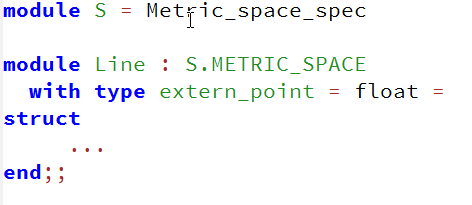 module S = Metric_space_spec
module Line : S.METRIC_SPACE
with type extern_point = float =
struct
...
end;;